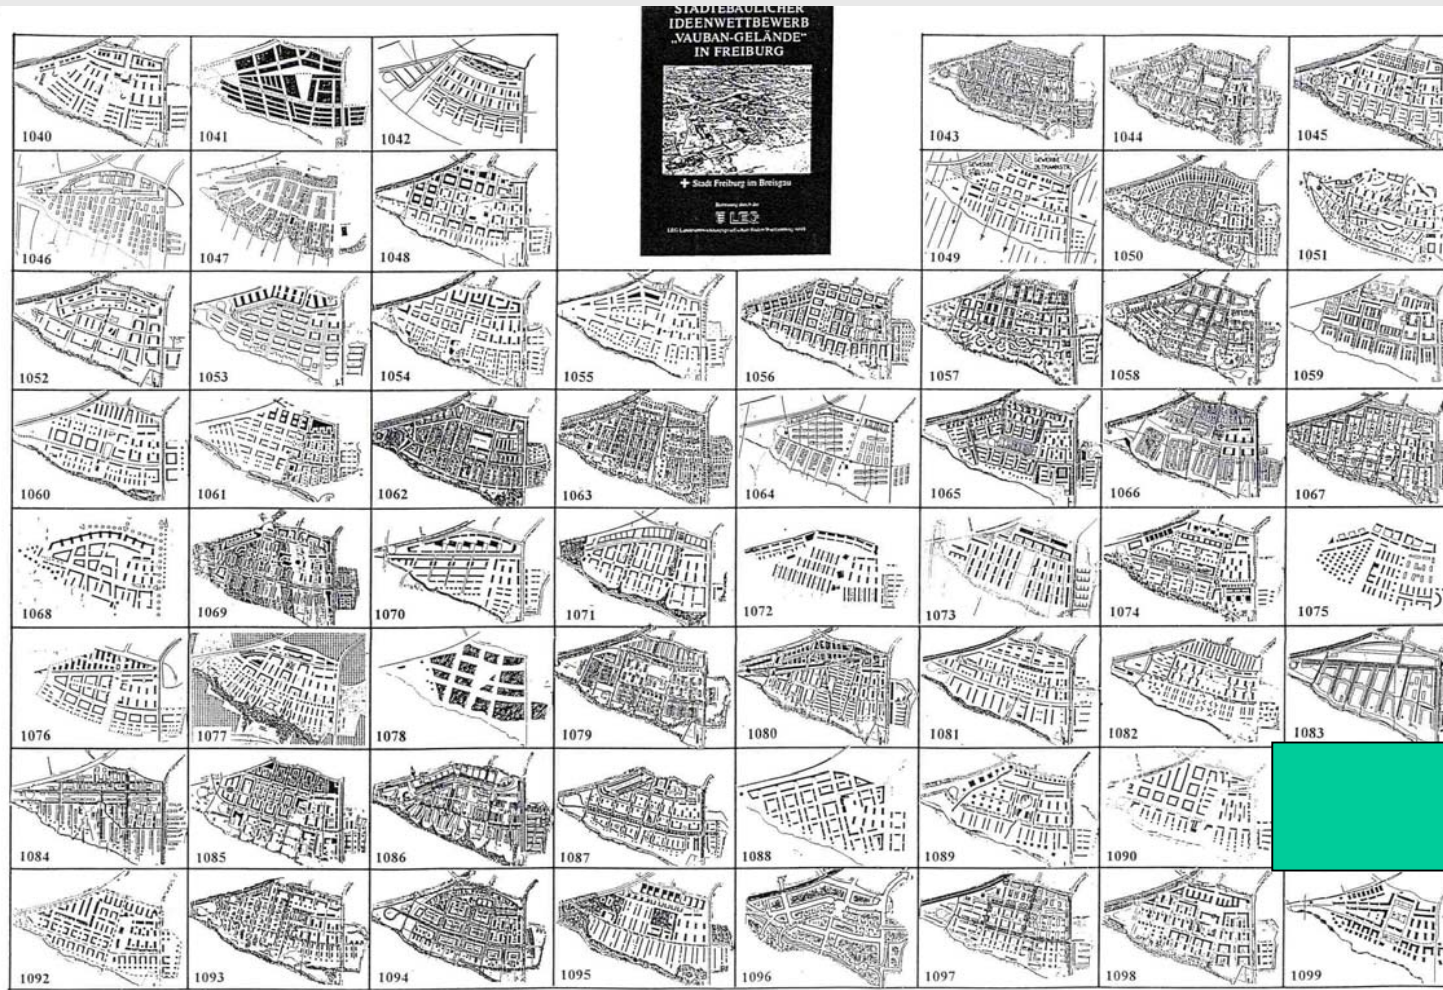 STÄDTEBAULICHER
IDEENWETTBEWERB
„VAUBAN-GELÄNDE“
IN FREIBURG
Stadt Freiburg im Breisgau
LEG
1040 1041 1042 1043 1044 1045
GEWERBE GEWERBE
1046 1047 1048 1049 1050 1051
1052 1053 1054 1055 1056 1057 1058 1059
1060 1061 1062 1063 1064 1065 1066 1067
1068 1069 1070 1071 1072 1073 1074 1075
1076 1077 1078 1079 1080 1081 1082 1083
1084 1085 1086 1087 1088 1089 1090
1092 1093 1094 1095 1096 1097 1098 1099